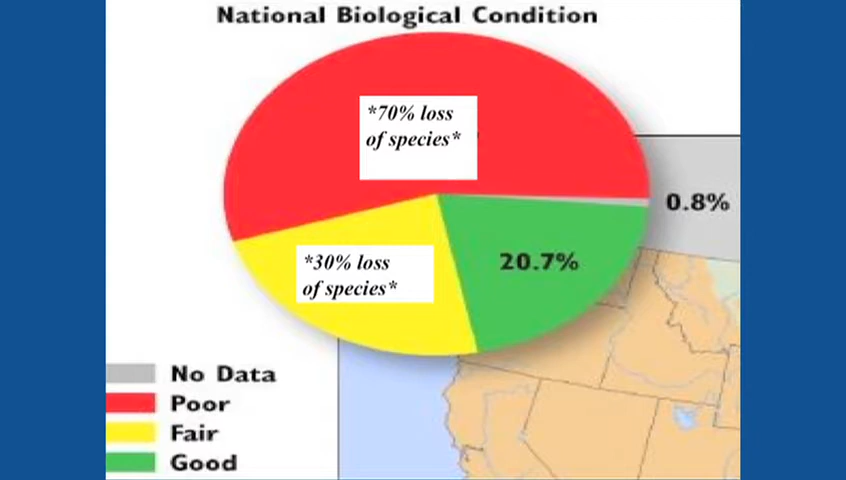 National Biological Condition
*70% loss
of species*
0.8%
*30% loss
of species*
20.7%
No Data
Poor
Fair
Good